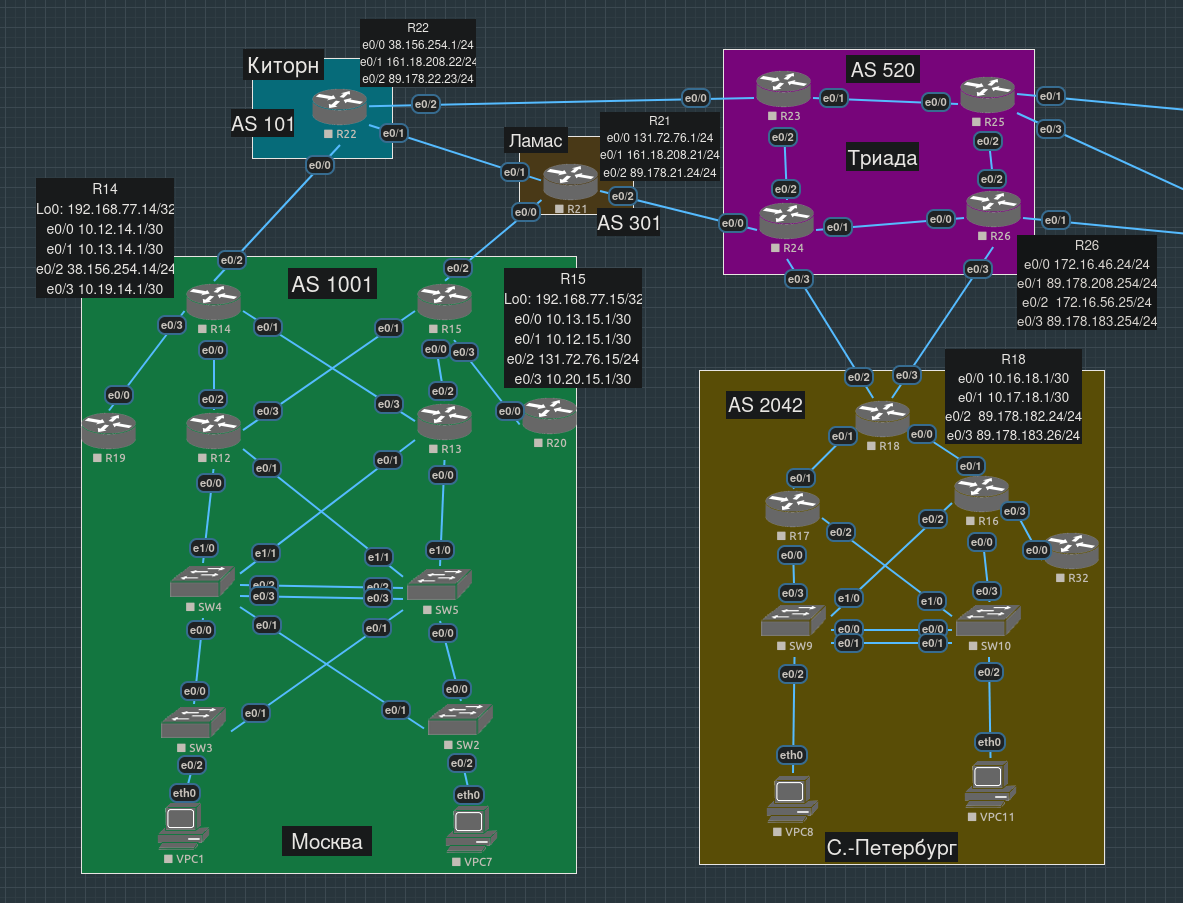 R22
e0/0 38.156.254.1/24
e0/1 161.18.208.22/24
e0/2 89.178.22.23/24
Киторн
AS 101
R22
e0/2
e0/1
e0/0
Ламас
R21
e0/0 131.72.76.1/24
e0/1 161.18.208.21/24
e0/2 89.178.21.24/24
e0/1
R21
e0/2
e0/0
AS 301
AS 520
Триада
e0/0
R23
e0/1
e0/0
R25
e0/1
e0/3
e0/2
e0/2
e0/2
e0/2
e0/0
R24
e0/1
e0/0
R26
e0/1
e0/3
e0/3
R26
e0/0 172.16.46.24/24
e0/1 89.178.208.254/24
e0/2 172.16.56.25/24
e0/3 89.178.183.254/24
R14
Lo0: 192.168.77.14/32
e0/0 10.12.14.1/30
e0/1 10.13.14.1/30
e0/2 38.156.254.14/24
e0/3 10.19.14.1/30
AS 1001
R15
Lo0: 192.168.77.15/32
e0/0 10.13.15.1/30
e0/1 10.12.15.1/30
e0/2 131.72.76.15/24
e0/3 10.20.15.1/30
e0/2
e0/2
R14
R15
e0/3
e0/1
e0/1
e0/0
e0/0
e0/3
e0/0
e0/2
e0/3
e0/3
e0/2
e0/0
R19
R12
R13
R20
e0/0
e0/1
e0/1
e0/0
e1/0
e1/1
e1/1
e1/0
SW4
e0/2
e0/2
e0/3
e0/3
SW5
e0/0
e0/1
e0/1
e0/0
e0/0
e0/1
e0/1
e0/0
SW3
SW2
e0/2
e0/2
eth0
eth0
VPC1
VPC7
Москва
AS 2042
R18
e0/0 10.16.18.1/30
e0/1 10.17.18.1/30
e0/2 89.178.182.24/24
e0/3 89.178.183.26/24
e0/2
e0/3
R18
e0/1
e0/0
e0/1
e0/1
R17
R16
e0/2
e0/2
e0/3
e0/0
e0/0
e0/0
R32
e0/3
e0/3
e1/0
e1/0
SW9
e0/0
e0/0
e0/1
e0/1
SW10
e0/2
e0/2
eth0
eth0
VPC8
VPC11
С.-Петербург